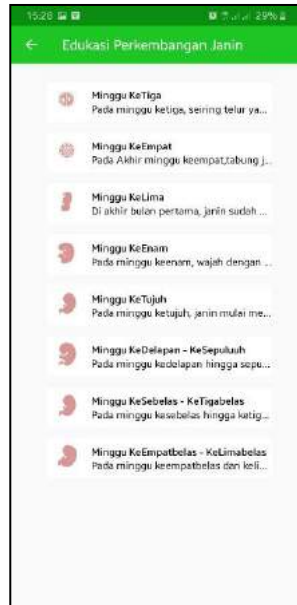 15:28
29%
Edukasi Perkembangan Janin
Minggu KeTiga
Pada minggu ketiga, seiring telur ya...
Minggu KeEmpat
Pada Akhir minggu keempat,tabung j..
Minggu KeLima
Di akhir bulan pertama, janin sudah ...
Minggu KeEnam
Pada minggu keenam, wajah dengan ...
Minggu KeTujuh
Pada minggu ketujuh, janin mulai me...
Minggu KeDelapan - KeSepuluuh
Pada minggu kedelapan hingga sepu...
Minggu KeSebelas - KeTigabelas
Pada minggu kesebelas hingga ketig...
Minggu KeEmpatbelas - KeLimabelas
Pada minggu keempatbelas dan keli...